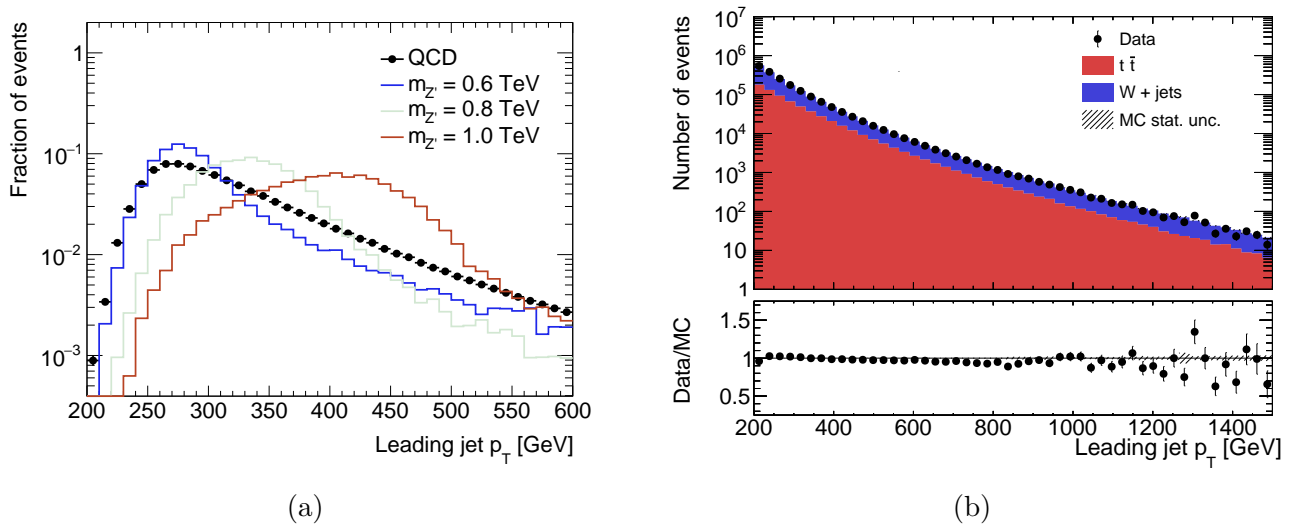 Fraction of events
1
10⁻¹
10⁻²
10⁻³
QCD
m_Z' = 0.6 TeV
m_Z' = 0.8 TeV
m_Z' = 1.0 TeV
200 250 300 350 400 450 500 550 600
Leading jet p_T [GeV]
(a)
Number of events
10⁷
10⁶
10⁵
10⁴
10³
10²
10
1
Data
t t̄
W + jets
MC stat. unc.
Data/MC
1.5
1
0.5
200 400 600 800 1000 1200 1400
Leading jet p_T [GeV]
(b)